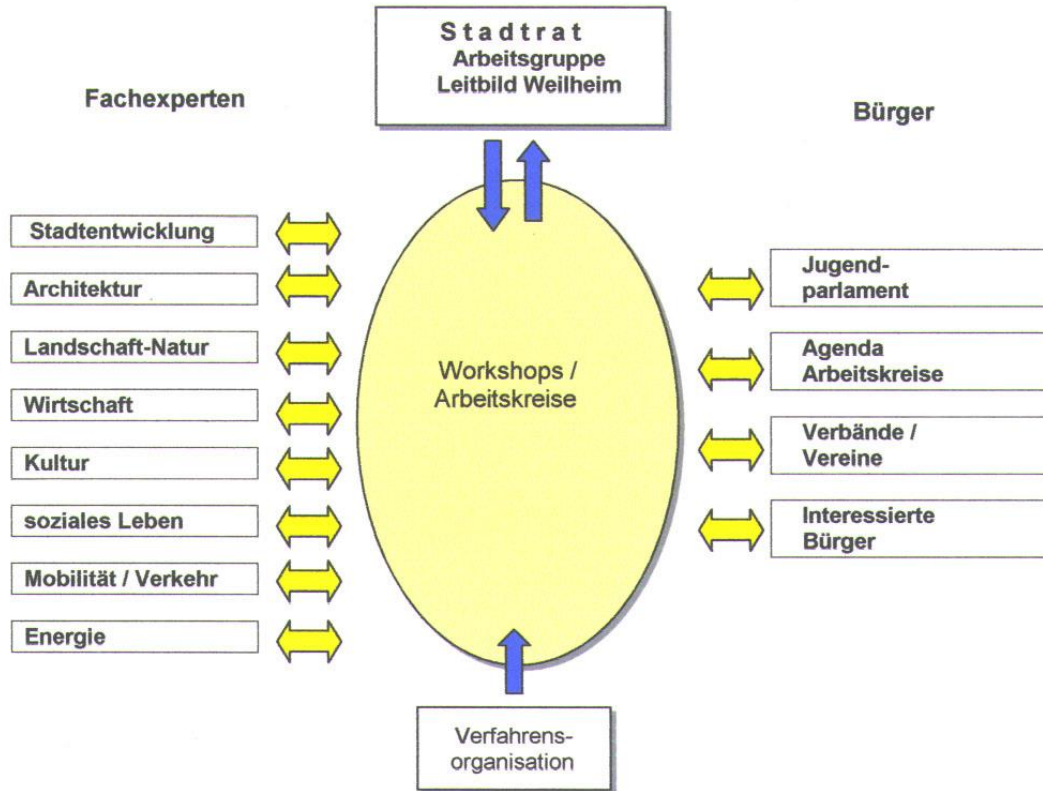 Stadtrat
Arbeitsgruppe
Leitbild Weilheim
Fachexperten
Bürger
Stadtentwicklung
Architektur
Landschaft-Natur
Wirtschaft
Kultur
soziales Leben
Mobilität / Verkehr
Energie
Workshops /
Arbeitskreise
Jugend-
parlament
Agenda
Arbeitskreise
Verbände /
Vereine
Interessierte
Bürger
Verfahrens-
organisation